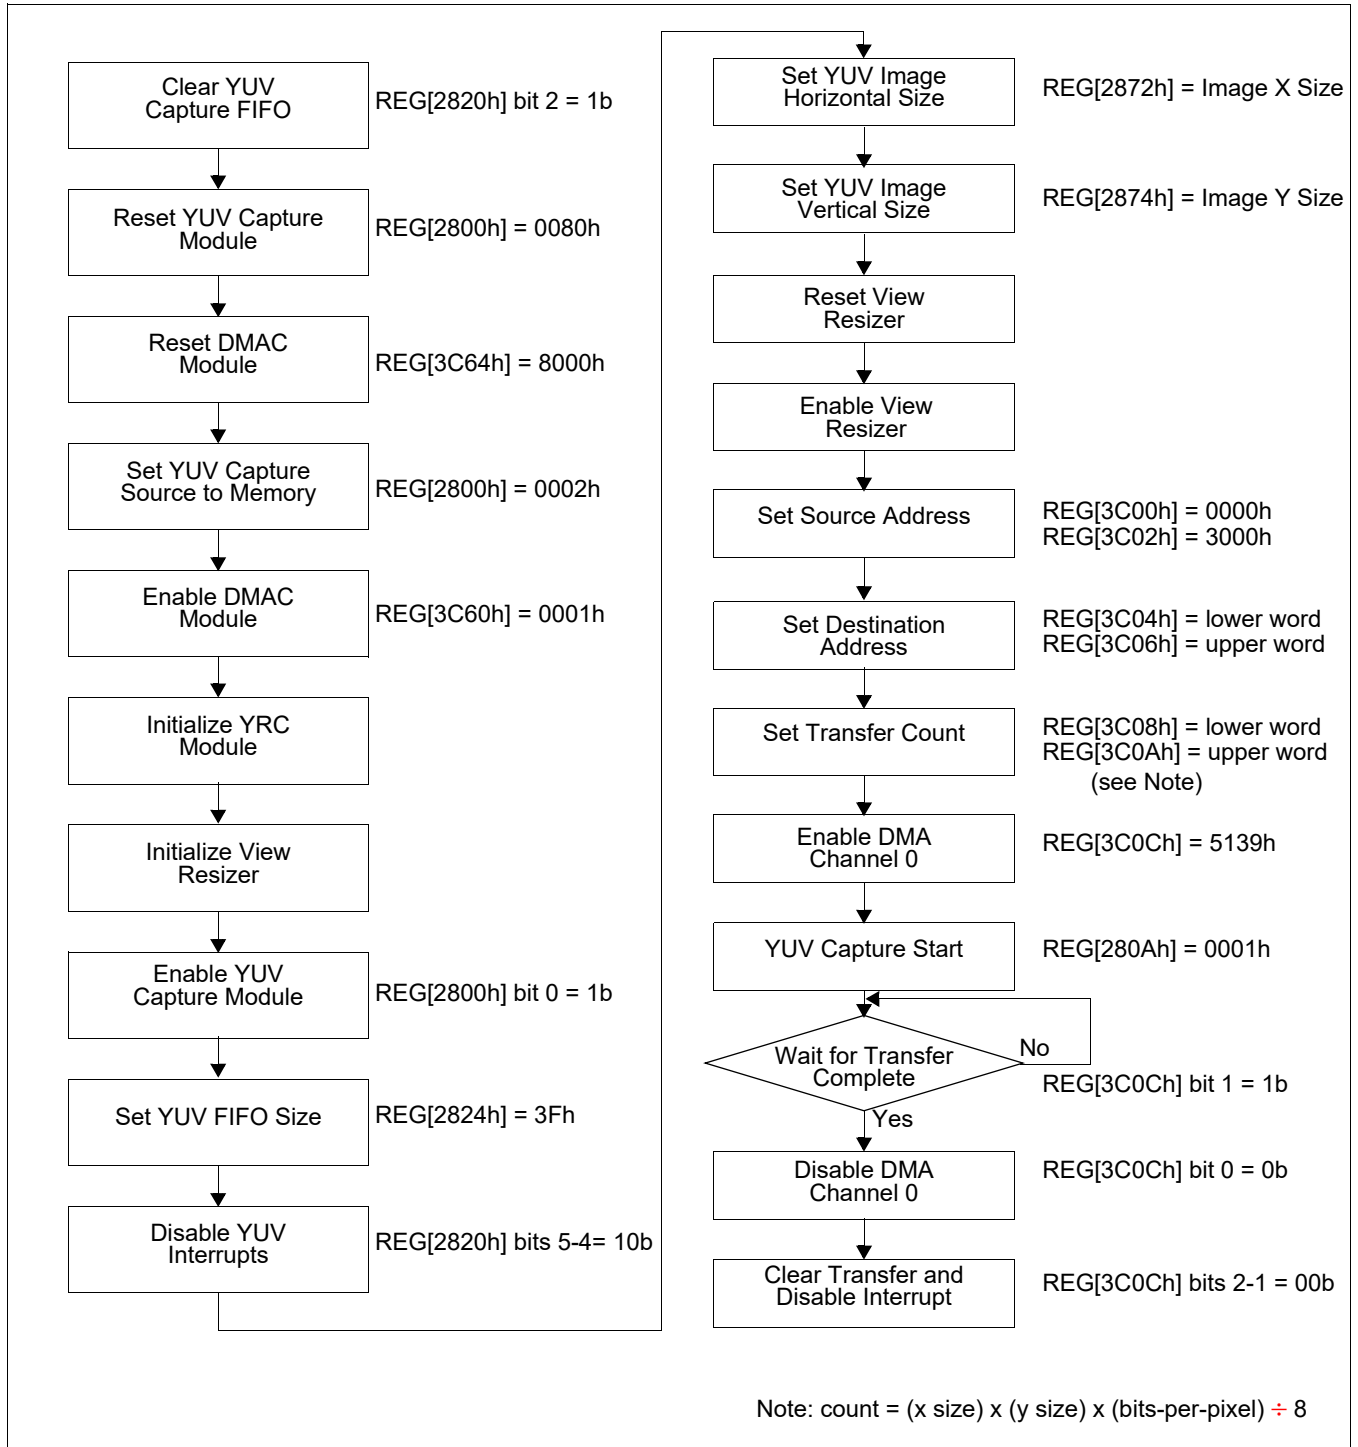 Clear YUV
Capture FIFO
REG[2820h] bit 2 = 1b
Reset YUV Capture
Module
REG[2800h] = 0080h
Reset DMAC
Module
REG[3C64h] = 8000h
Set YUV Capture
Source to Memory
REG[2800h] = 0002h
Enable DMAC
Module
REG[3C60h] = 0001h
Initialize YRC
Module
Initialize View
Resizer
Enable YUV
Capture Module
REG[2800h] bit 0 = 1b
Set YUV FIFO Size
REG[2824h] = 3Fh
Disable YUV
Interrupts
REG[2820h] bits 5-4= 10b
Set YUV Image
Horizontal Size
REG[2872h] = Image X Size
Set YUV Image
Vertical Size
REG[2874h] = Image Y Size
Reset View
Resizer
Enable View
Resizer
Set Source Address
REG[3C00h] = 0000h
REG[3C02h] = 3000h
Set Destination
Address
REG[3C04h] = lower word
REG[3C06h] = upper word
Set Transfer Count
REG[3C08h] = lower word
REG[3C0Ah] = upper word
(see Note)
Enable DMA
Channel 0
REG[3C0Ch] = 5139h
YUV Capture Start
REG[280Ah] = 0001h
Wait for Transfer
Complete
No
REG[3C0Ch] bit 1 = 1b
Yes
Disable DMA
Channel 0
REG[3C0Ch] bit 0 = 0b
Clear Transfer and
Disable Interrupt
REG[3C0Ch] bits 2-1 = 00b
Note: count = (x size) x (y size) x (bits-per-pixel) ÷ 8